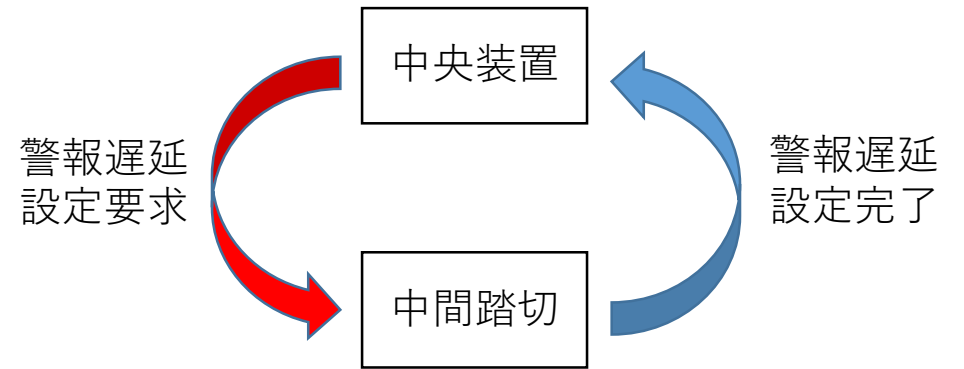 中央装置
警報遅延
設定要求
警報遅延
設定完了
中間踏切